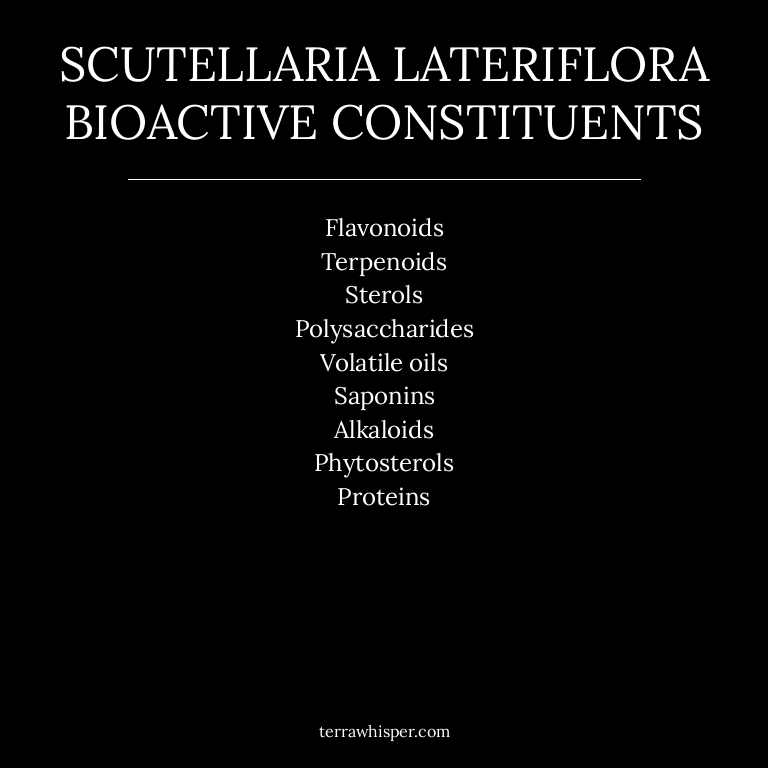 SCUTELLARIA LATERIFLORA
BIOACTIVE CONSTITUENTS
Flavonoids
Terpenoids
Sterols
Polysaccharides
Volatile oils
Saponins
Alkaloids
Phytosterols
Proteins
terrawhisper.com